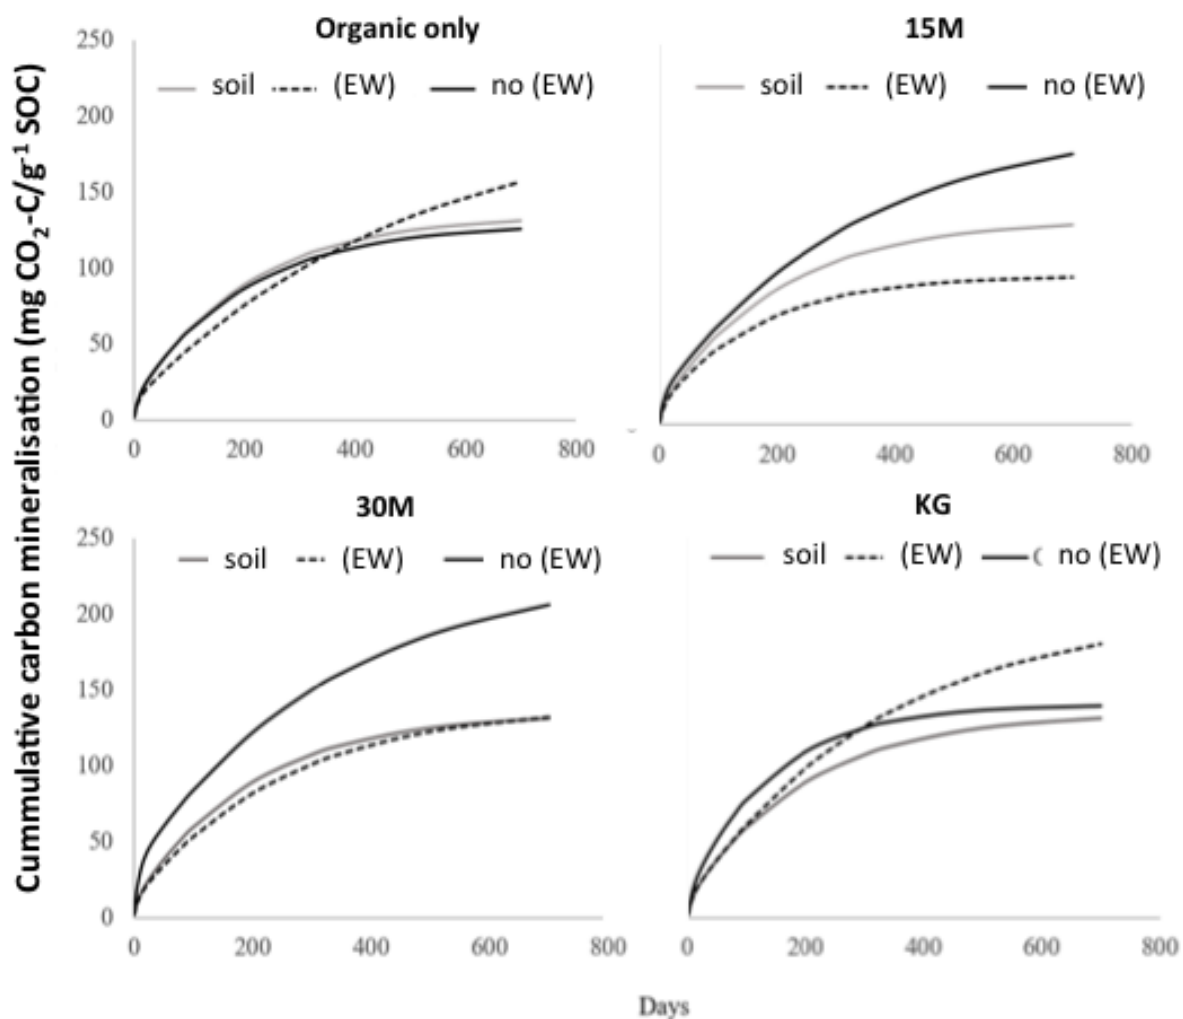 Cummulative carbon mineralisation (mg CO₂-C/g⁻¹ SOC)
Organic only
soil (EW) no (EW)
250
200
150
100
50
0
0 200 400 600 800
15M
soil (EW) no (EW)
0 200 400 600 800
30M
soil (EW) no (EW)
250
200
150
100
50
0
0 200 400 600 800
KG
soil (EW) no (EW)
0 200 400 600 800
Days